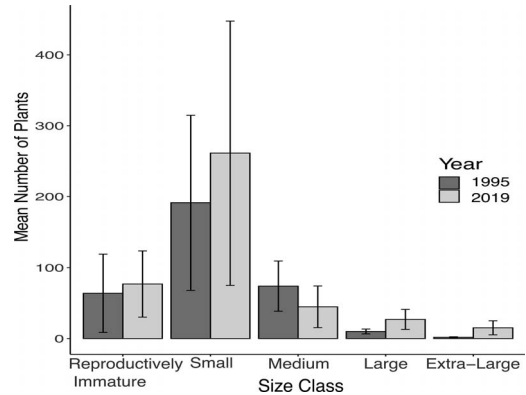 Mean Number of Plants
400
300
200
100
0
Year
1995
2019
Reproductively Immature
Small
Medium
Large
Extra-Large
Size Class